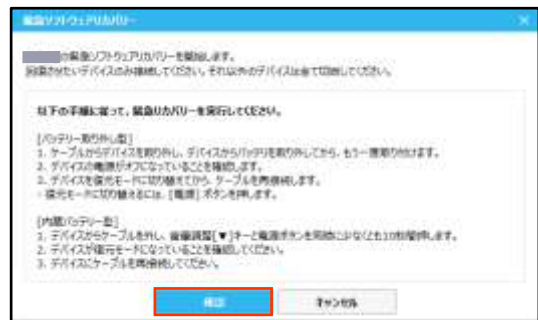 緊急ソフトウェアリカバリー
の緊急ソフトウェアリカバリーを開始します。
回復させたいデバイスのみ接続してください。それ以外のデバイスは全て切断してください。
以下の手順に従って、緊急リカバリーを実行してください。
[バッテリー取り外し型]
1. ケーブルからデバイスを取り外し、デバイスからバッテリを取り外してから、もう一度取り付けます。
2. デバイスの電源がオフになっていることを確認します。
3. デバイスを復元モードに切り替えてから、ケーブルを再接続します。
- 復元モードに切り替えるには、[電源] ボタンを押します。
[内蔵バッテリー型]
1. デバイスからケーブルを外し、音量調整[▼]キーと電源ボタンを同時に少なくとも10秒間押します。
2. デバイスが復元モードになっていることを確認してください。
3. デバイスにケーブルを再接続してください。
確認
キャンセル